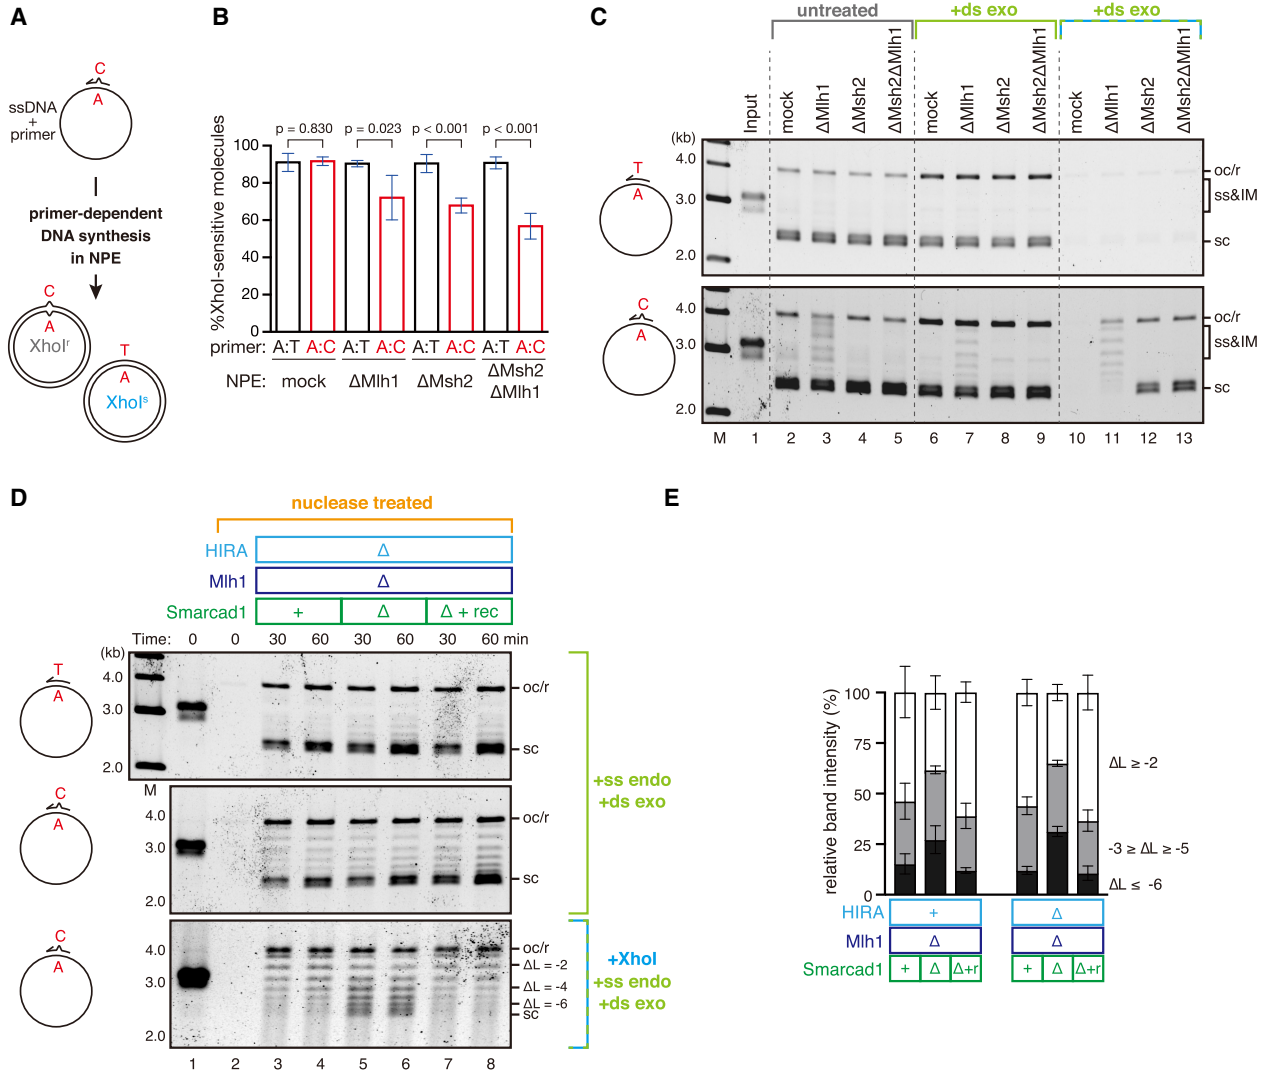 A
C
A
ssDNA
+
primer
primer-dependent
DNA synthesis
in NPE
C
A
XhoIʳ
T
A
XhoIˢ
B
%XhoI-sensitive molecules
p = 0.830 p = 0.023 p < 0.001 p < 0.001
100
80
60
40
20
0
primer: A:T A:C A:T A:C A:T A:C A:T A:C
NPE: mock ΔMlh1 ΔMsh2 ΔMsh2
ΔMlh1
C
untreated +ds exo +ds exo
Input mock ΔMlh1 ΔMsh2 ΔMsh2ΔMlh1 mock ΔMlh1 ΔMsh2 ΔMsh2ΔMlh1 mock ΔMlh1 ΔMsh2 ΔMsh2ΔMlh1
(kb)
T
A
4.0
3.0
2.0
oc/r
ss&IM
sc
C
A
4.0
3.0
2.0
oc/r
ss&IM
sc
M 1 2 3 4 5 6 7 8 9 10 11 12 13
D
nuclease treated
HIRA Δ
Mlh1 Δ
Smarcad1 + Δ Δ + rec
Time: 0 0 30 60 30 60 30 60 min
(kb)
T
A
4.0
3.0
2.0
oc/r
sc
M
C
A
4.0
3.0
2.0
oc/r
sc
+ss endo
+ds exo
C
A
4.0
3.0
2.0
oc/r
ΔL = -2
ΔL = -4
ΔL = -6
sc
+XhoI
+ss endo
+ds exo
1 2 3 4 5 6 7 8
E
relative band intensity (%)
100
75
50
25
0
ΔL ≥ -2
-3 ≥ ΔL ≥ -5
ΔL ≤ -6
HIRA + Δ
Mlh1 Δ Δ
Smarcad1 + Δ Δ+r + Δ Δ+r